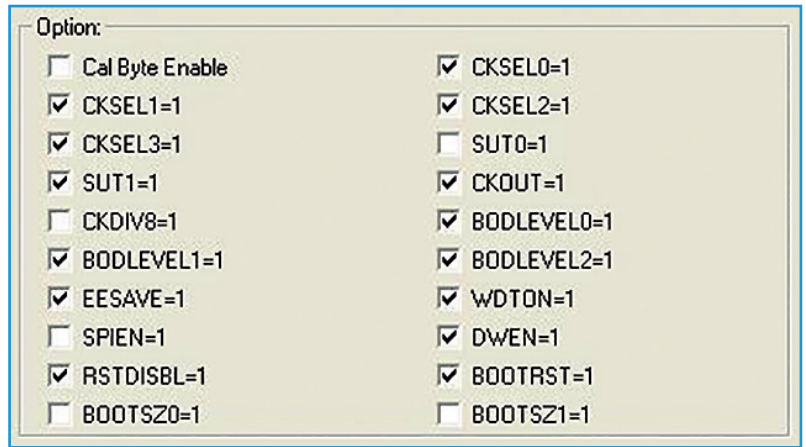 Option:
Cal Byte Enable
CKSEL0=1
CKSEL1=1
CKSEL2=1
CKSEL3=1
SUT0=1
SUT1=1
CKOUT=1
CKDIV8=1
BODLEVEL0=1
BODLEVEL1=1
BODLEVEL2=1
EESAVE=1
WDTON=1
SPIEN=1
DWEN=1
RSTDISBL=1
BOOTRST=1
BOOTSZ0=1
BOOTSZ1=1